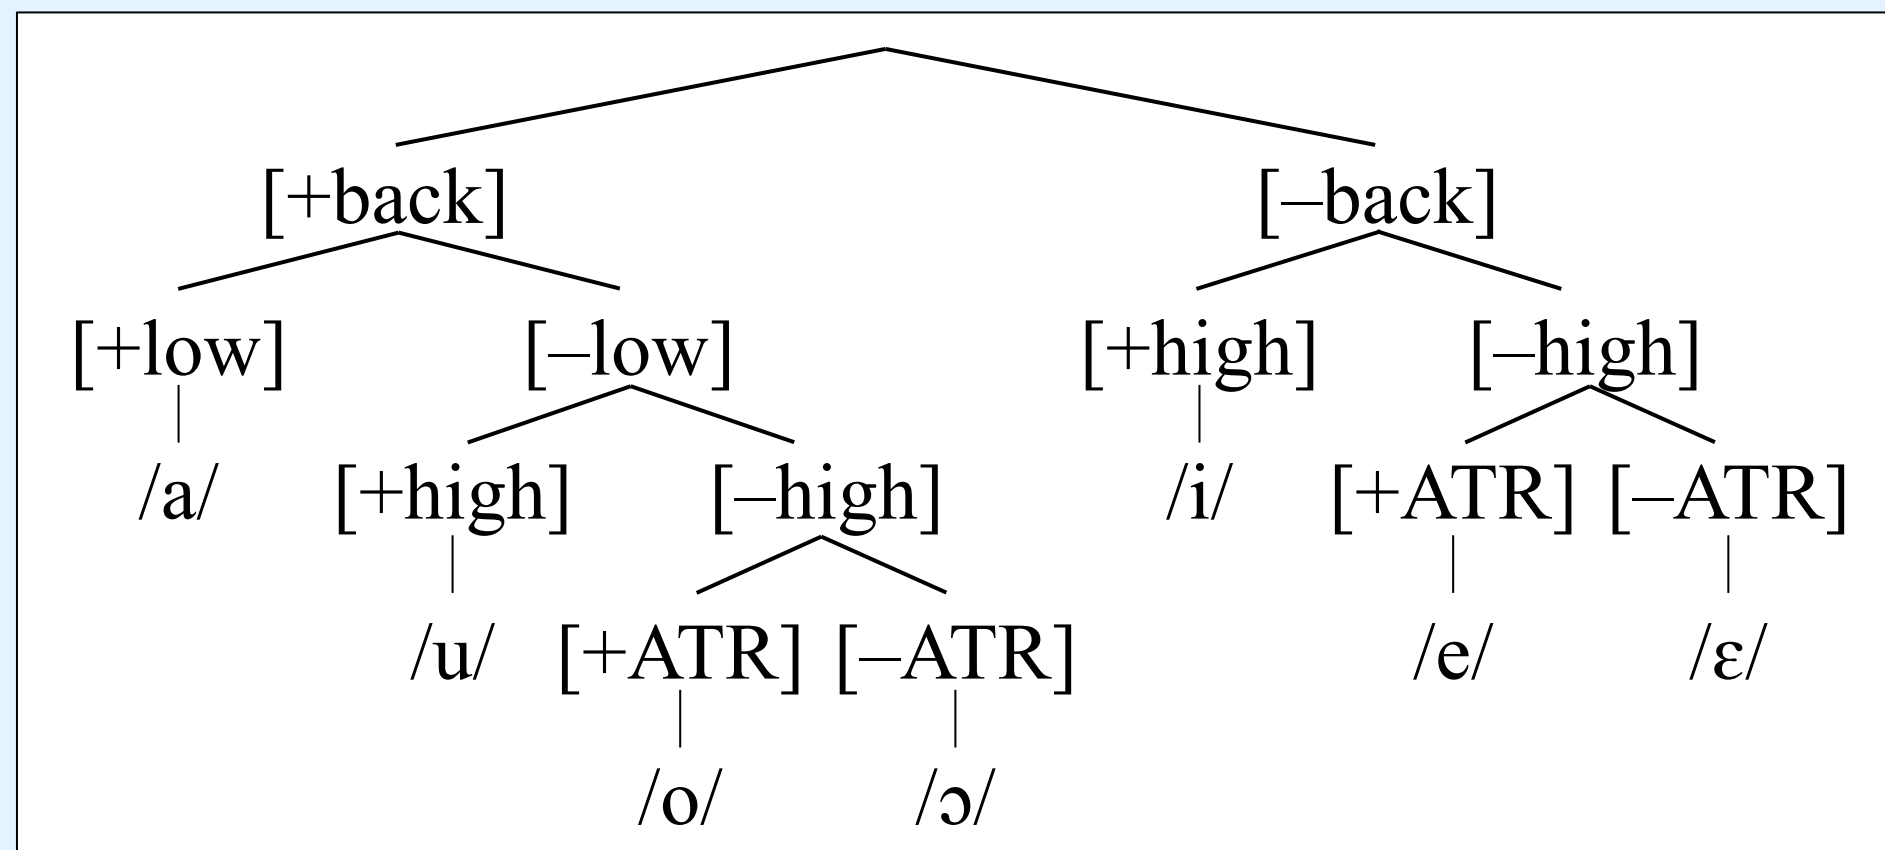 [+back] [–back]
[+low] [–low] [+high] [–high]
/a/ [+high] [–high] /i/ [+ATR] [–ATR]
/u/ [+ATR] [–ATR] /e/ /ɛ/
/o/ /ɔ/